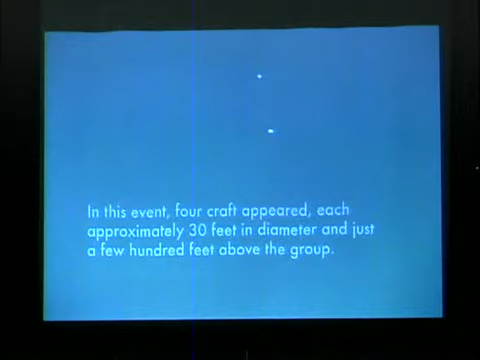 In this event, four craft appeared, each
approximately 30 feet in diameter and just
a few hundred feet above the group.